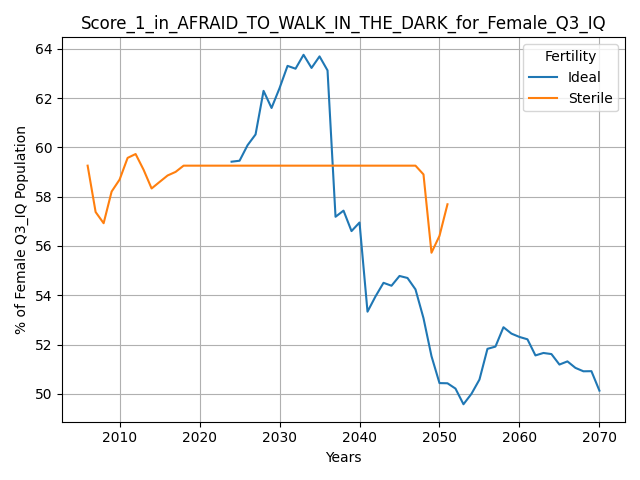 Score_1_in_AFRAID_TO_WALK_IN_THE_DARK_for_Female_Q3_IQ
Fertility
Ideal
Sterile
% of Female Q3_IQ Population
64
62
60
58
56
54
52
50
2010 2020 2030 2040 2050 2060 2070
Years